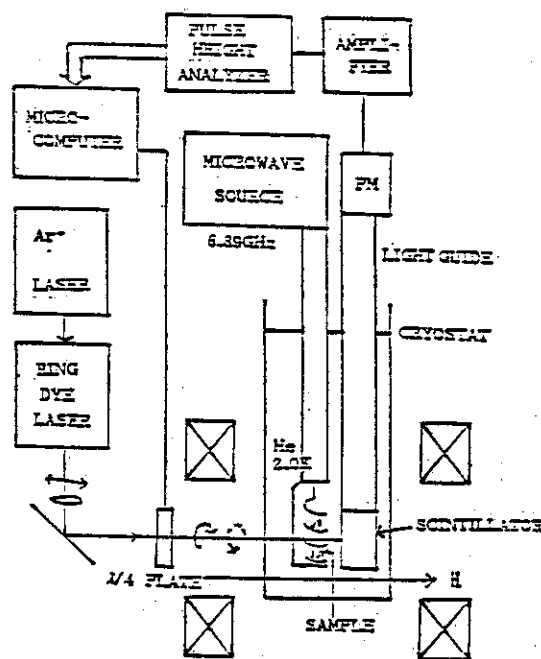 PULSE
HEIGHT
ANALYZER
AMPLI-
FIER
MICRO-
COMPUTER
MICROWAVE
SOURCE
6.89GHz
PM
Ar+
LASER
LIGHT GUIDE
CRYOSTAT
RING
DYE
LASER
He
2.0K
SCINTILLATOR
λ/4 PLATE
H
SAMPLE